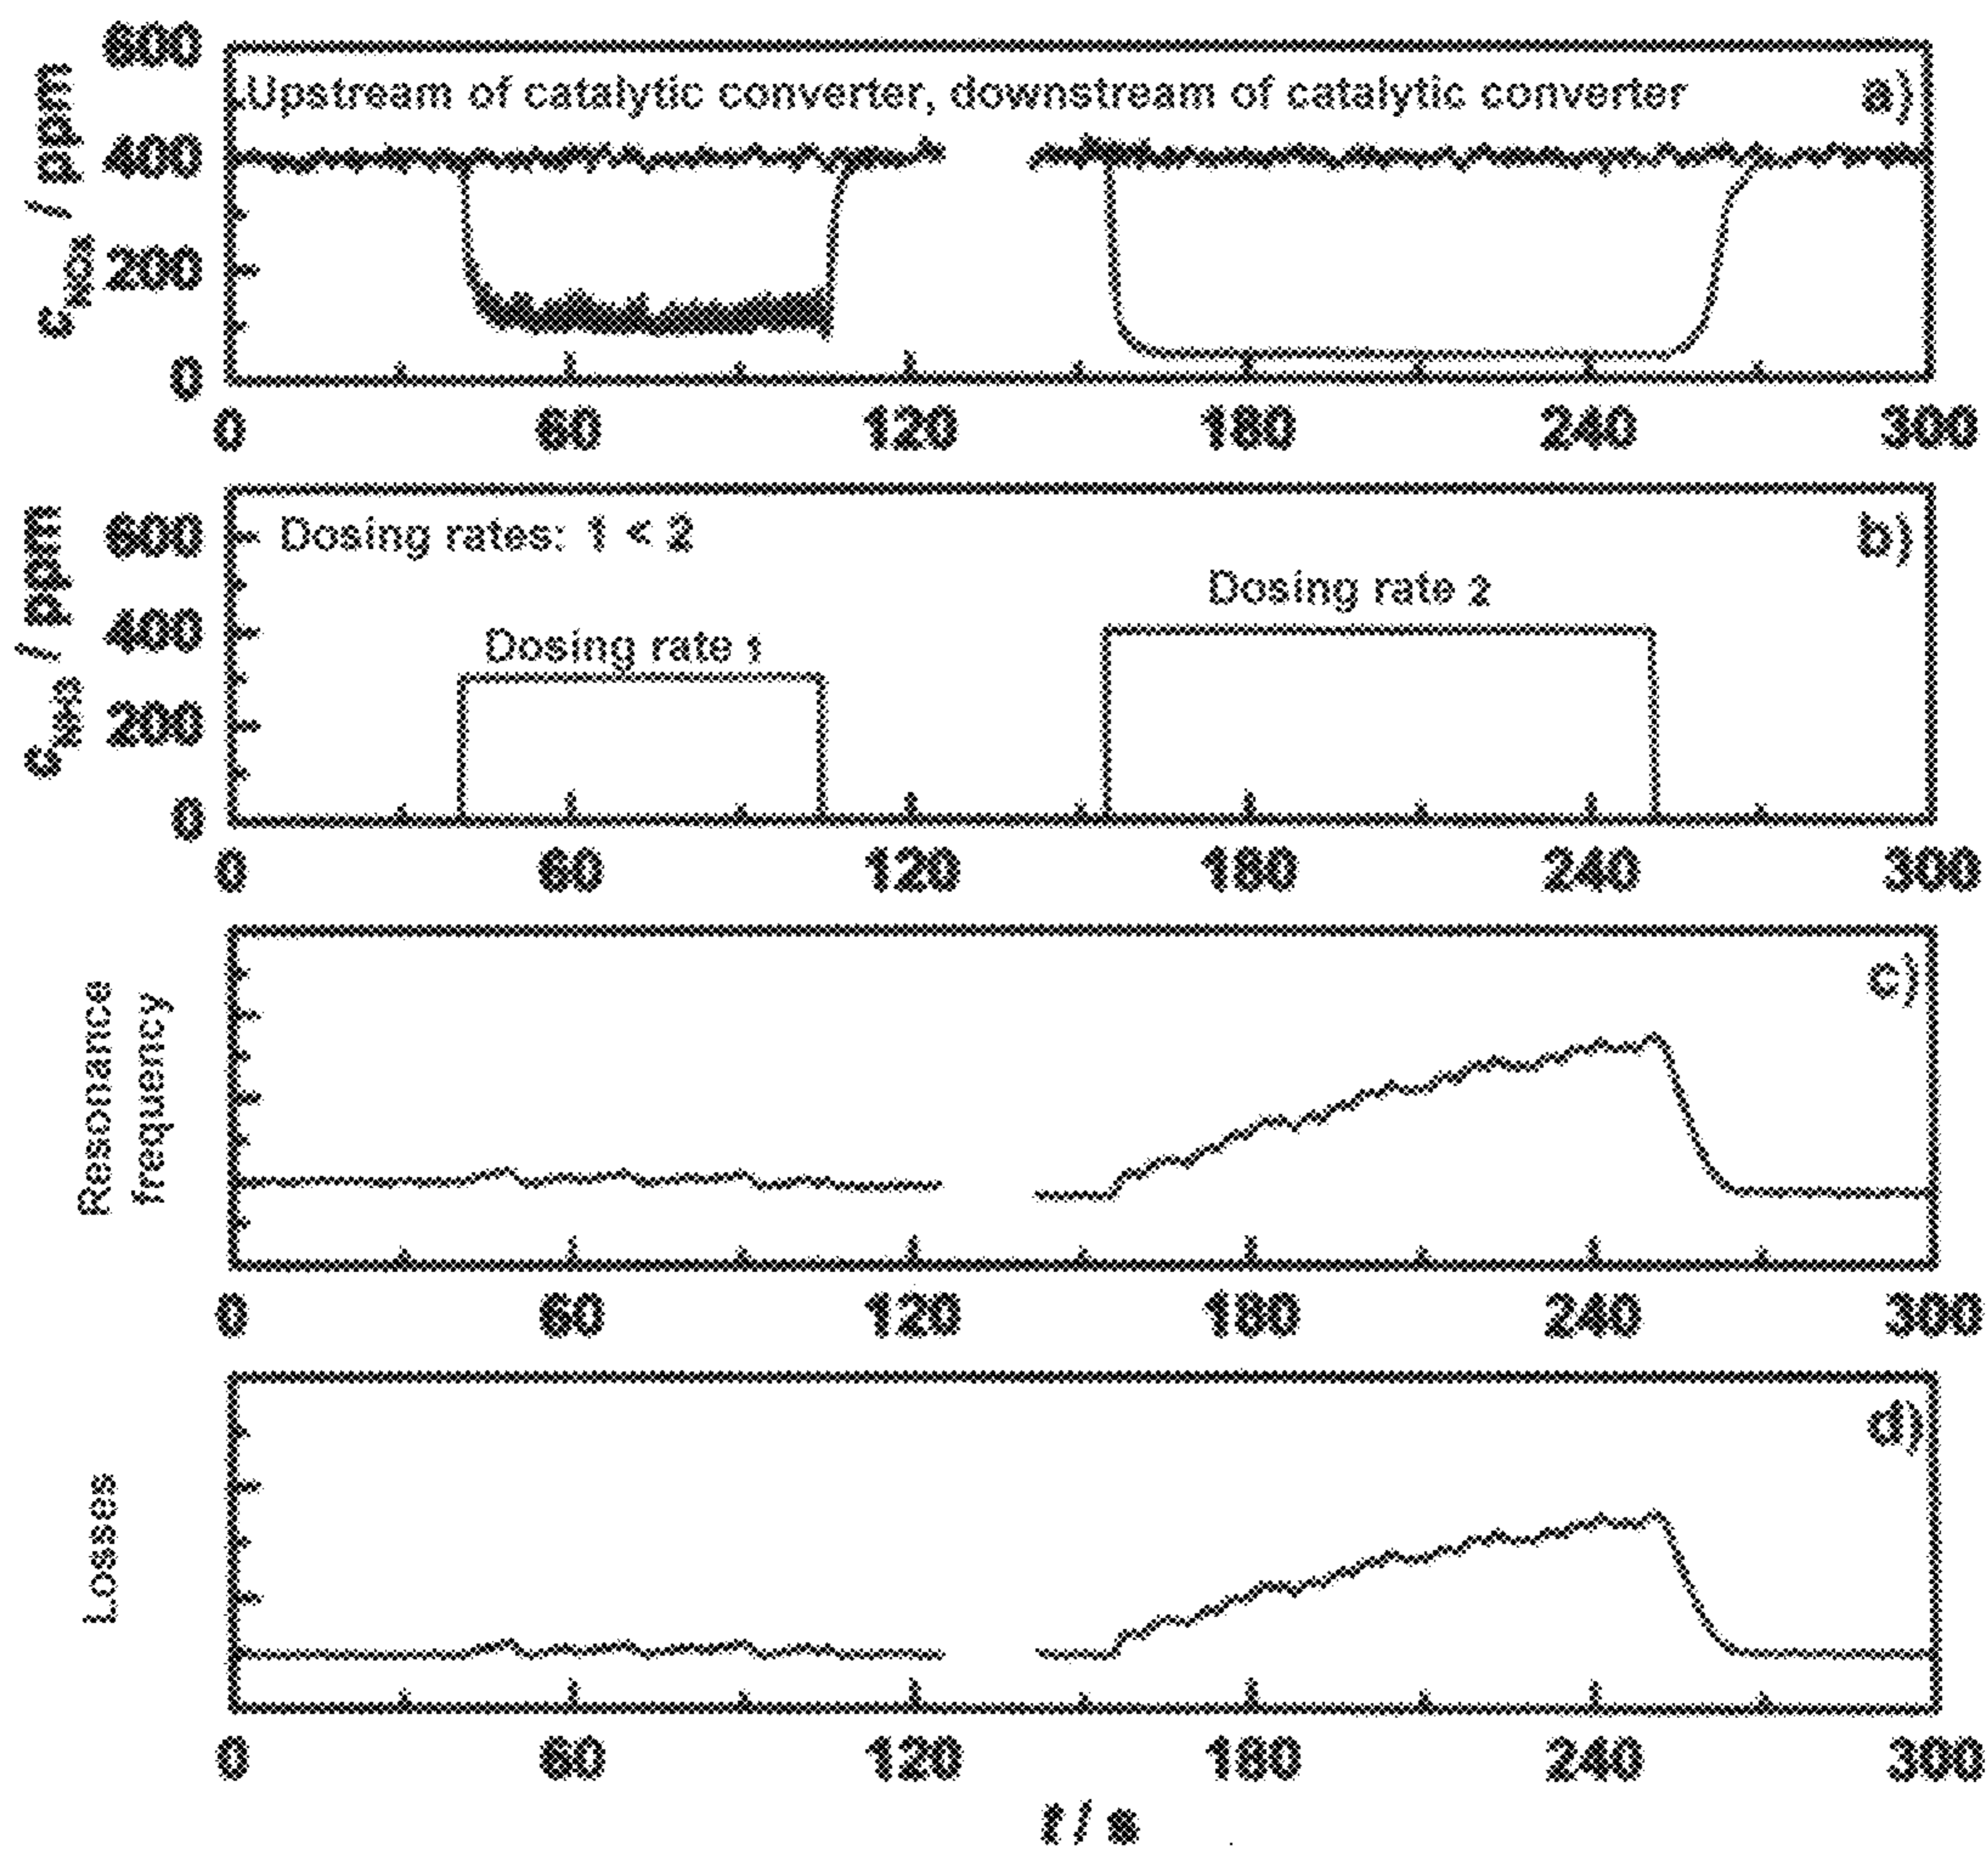 600
Upstream of catalytic converter, downstream of catalytic converter
a)
400
200
0
/ ppm
0 60 120 180 240 300
600
Dosing rates: 1 < 2
b)
Dosing rate 2
400
Dosing rate 1
200
0
/ ppm
0 60 120 180 240 300
c)
Resonance
frequency
0 60 120 180 240 300
d)
Losses
0 60 120 180 240 300
t / s